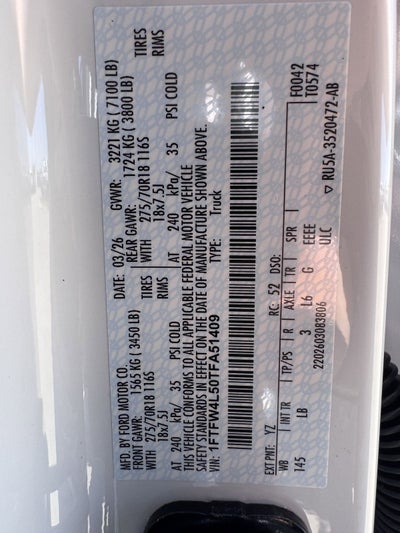 MFD. BY FORD MOTOR CO.
DATE: 03/26 GVWR: 3221 KG ( 7100 LB)
FRONT GAWR: 1565 KG ( 3450 LB) REAR GAWR: 1724 KG ( 3800 LB)
WITH TIRES WITH TIRES
275/70R18 116S 275/70R18 116S
18x7.5J RIMS 18x7.5J RIMS
AT 240 kPa/ 35 PSI COLD AT 240 kPa/ 35 PSI COLD
THIS VEHICLE CONFORMS TO ALL APPLICABLE FEDERAL MOTOR VEHICLE
SAFETY STANDARDS IN EFFECT ON THE DATE OF MANUFACTURE SHOWN ABOVE.
VIN: 1FTFW4L50TFA51409
TYPE: Truck
F0042
T0574
EXT PNT: YZ RC: 52 DSO:
WB INT TR TP/PS R AXLE TR SPR
145 LB 3 L6 G EEEE
2202603083806 ULC
▽ RU5A-3520472-AB